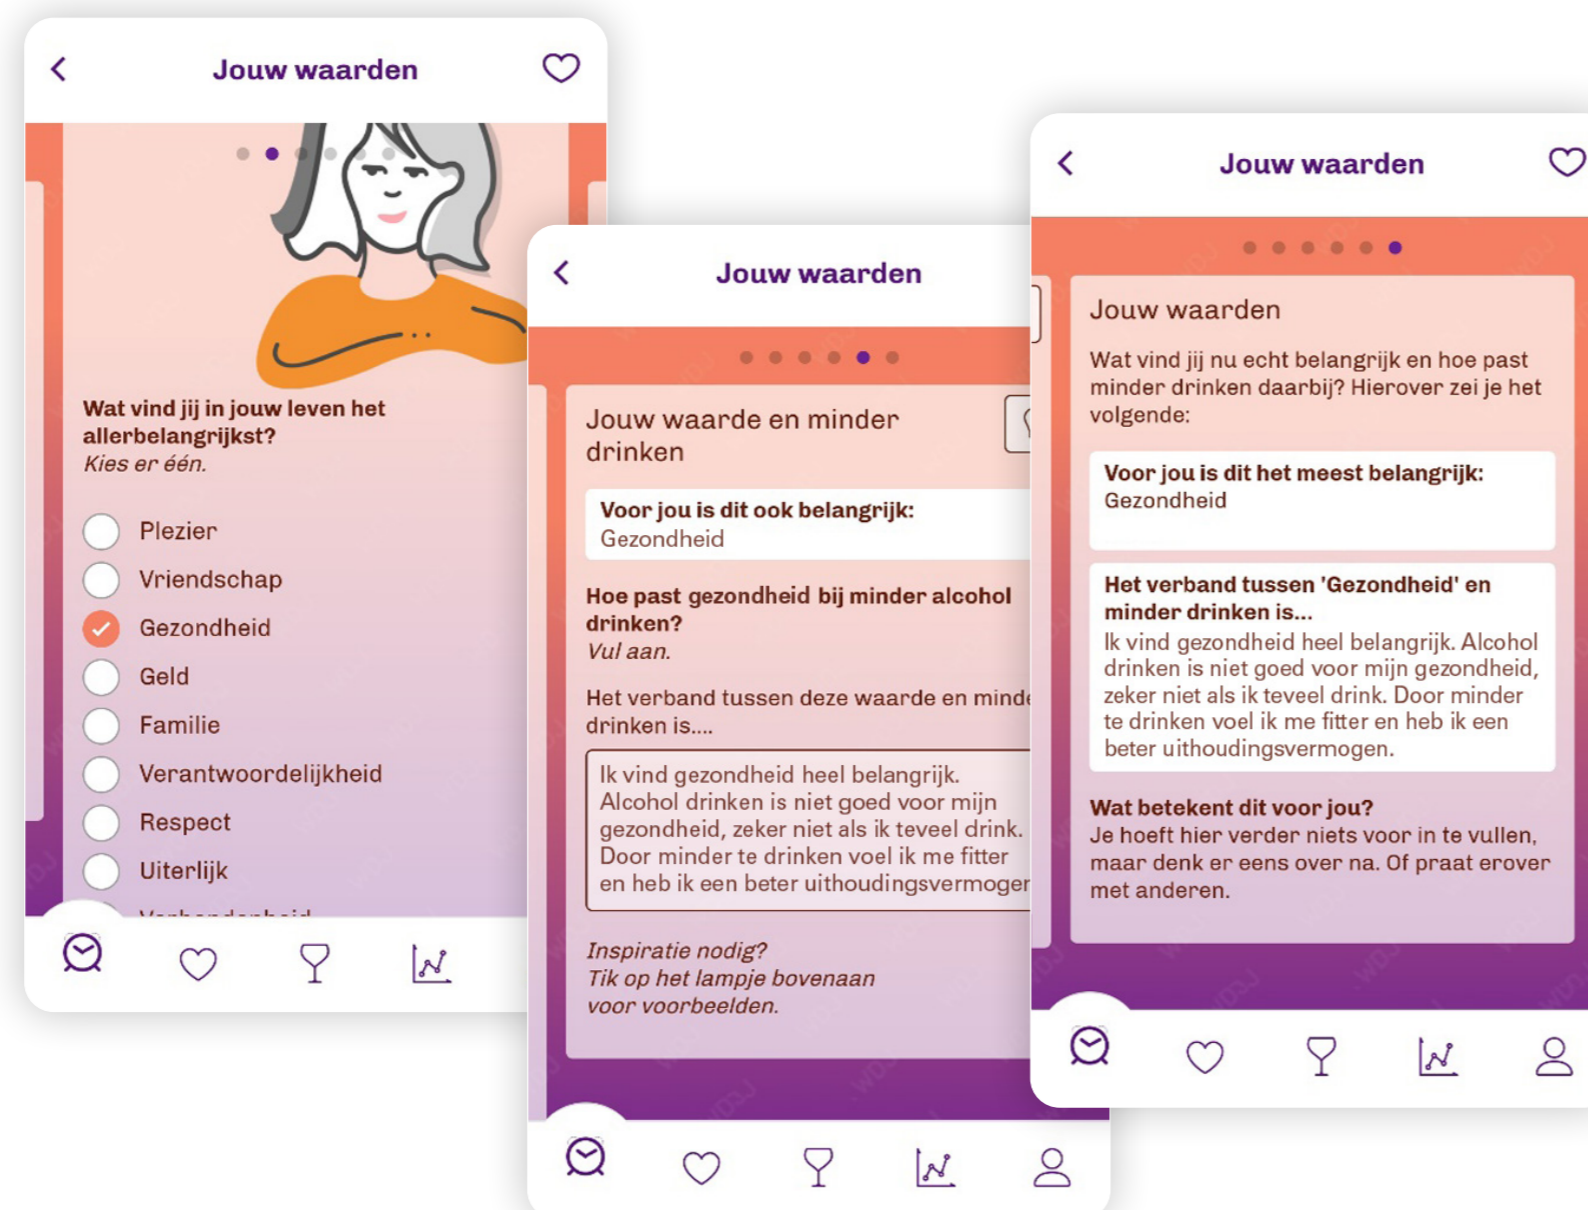 Jouw waarden
Wat vind jij in jouw leven het
allerbelangrijkst?
Kies er één.
Plezier
Vriendschap
Gezondheid
Geld
Familie
Verantwoordelijkheid
Respect
Uiterlijk
Jouw waarden
Jouw waarde en minder
drinken
Voor jou is dit ook belangrijk:
Gezondheid
Hoe past gezondheid bij minder alcohol
drinken?
Vul aan.
Het verband tussen deze waarde en minde
drinken is....
Ik vind gezondheid heel belangrijk.
Alcohol drinken is niet goed voor mijn
gezondheid, zeker niet als ik teveel drink.
Door minder te drinken voel ik me fitter
en heb ik een beter uithoudingsvermogen
Inspiratie nodig?
Tik op het lampje bovenaan
voor voorbeelden.
Jouw waarden
Jouw waarden
Wat vind jij nu echt belangrijk en hoe past
minder drinken daarbij? Hierover zei je het
volgende:
Voor jou is dit het meest belangrijk:
Gezondheid
Het verband tussen 'Gezondheid' en
minder drinken is...
Ik vind gezondheid heel belangrijk. Alcohol
drinken is niet goed voor mijn gezondheid,
zeker niet als ik teveel drink. Door minder
te drinken voel ik me fitter en heb ik een
beter uithoudingsvermogen.
Wat betekent dit voor jou?
Je hoeft hier verder niets voor in te vullen,
maar denk er eens over na. Of praat erover
met anderen.